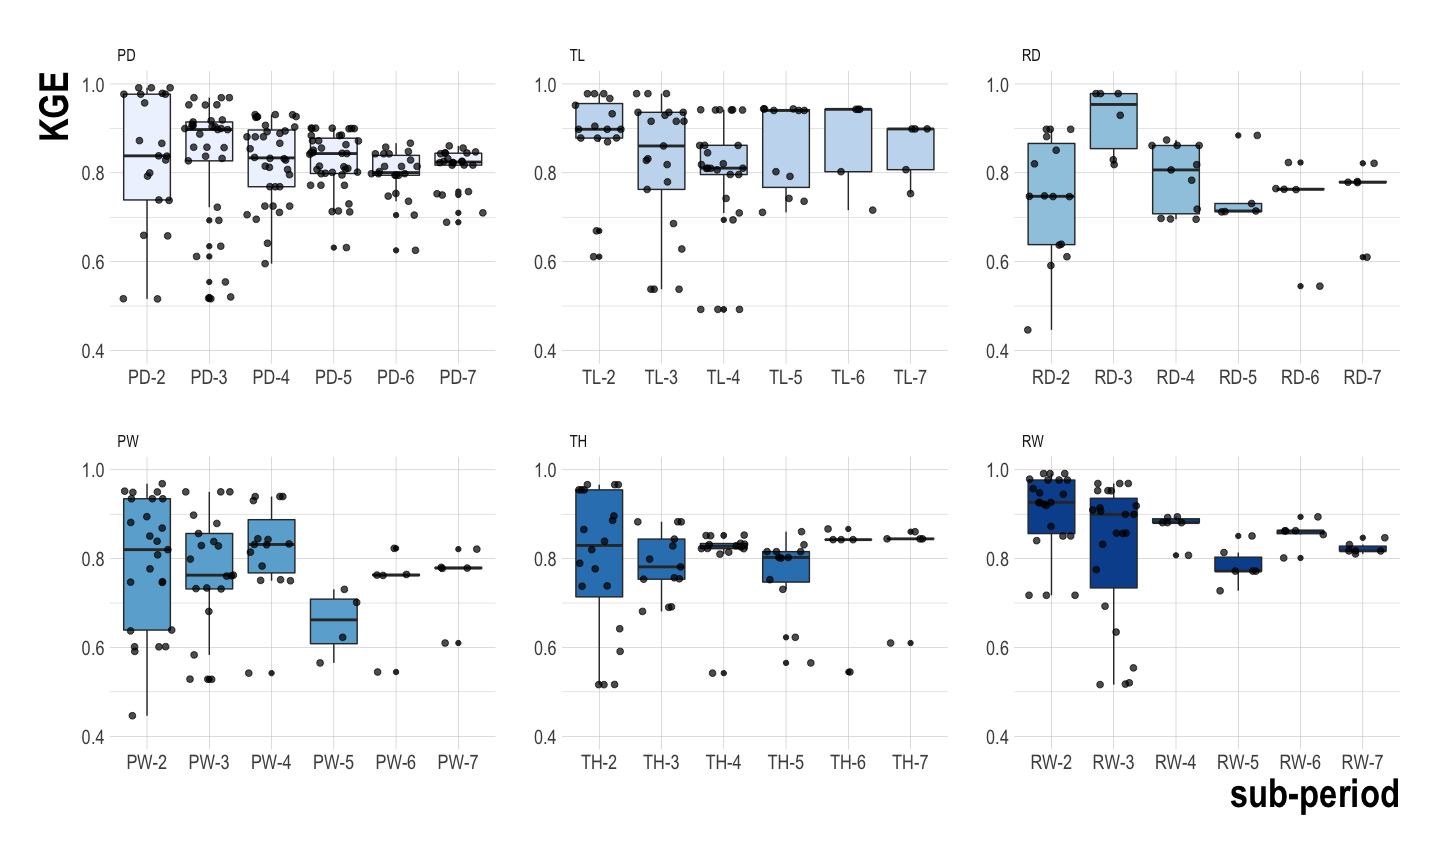 PD
TL
RD
KGE
1.0
0.8
0.6
0.4
1.0
0.8
0.6
0.4
1.0
0.8
0.6
0.4
PD-2 PD-3 PD-4 PD-5 PD-6 PD-7
TL-2 TL-3 TL-4 TL-5 TL-6 TL-7
RD-2 RD-3 RD-4 RD-5 RD-6 RD-7
PW
TH
RW
1.0
0.8
0.6
0.4
1.0
0.8
0.6
0.4
1.0
0.8
0.6
0.4
PW-2 PW-3 PW-4 PW-5 PW-6 PW-7
TH-2 TH-3 TH-4 TH-5 TH-6 TH-7
RW-2 RW-3 RW-4 RW-5 RW-6 RW-7
sub-period